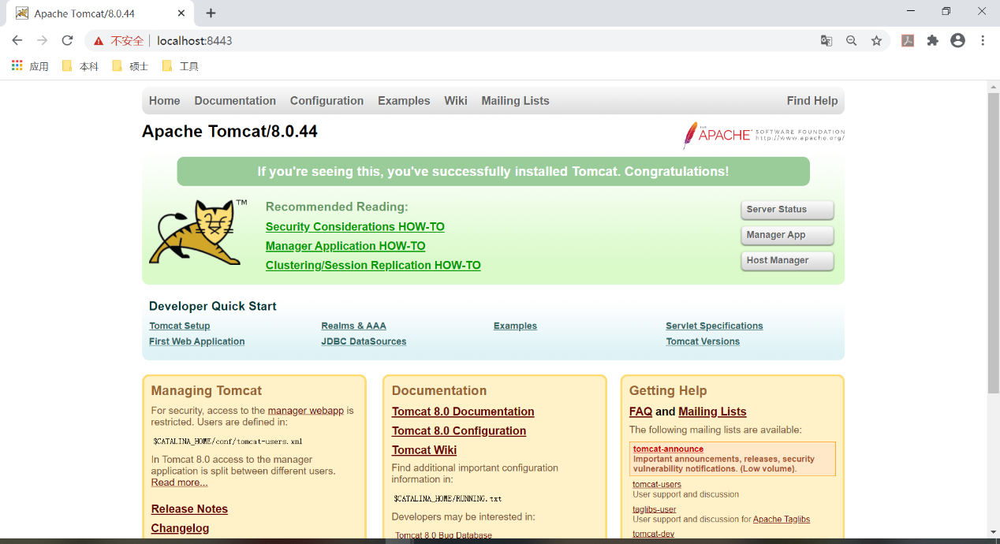 Apache Tomcat/8.0.44
不安全 localhost:8443
应用 本科 硕士 工具
Home Documentation Configuration Examples Wiki Mailing Lists Find Help
Apache Tomcat/8.0.44
THE APACHE SOFTWARE FOUNDATION
http://www.apache.org/
If you're seeing this, you've successfully installed Tomcat. Congratulations!
TM
Recommended Reading:
Security Considerations HOW-TO
Manager Application HOW-TO
Clustering/Session Replication HOW-TO
Server Status
Manager App
Host Manager
Developer Quick Start
Tomcat Setup Realms & AAA Examples Servlet Specifications
First Web Application JDBC DataSources Tomcat Versions
Managing Tomcat
For security, access to the manager webapp is
restricted. Users are defined in:
$CATALINA_HOME/conf/tomcat-users.xml
In Tomcat 8.0 access to the manager
application is split between different users.
Read more...
Release Notes
Changelog
Documentation
Tomcat 8.0 Documentation
Tomcat 8.0 Configuration
Tomcat Wiki
Find additional important configuration
information in:
$CATALINA_HOME/RUNNING.txt
Developers may be interested in:
Tomcat 8.0 Bug Database
Getting Help
FAQ and Mailing Lists
The following mailing lists are available:
tomcat-announce
Important announcements, releases, security
vulnerability notifications. (Low volume).
tomcat-users
User support and discussion
taglibs-user
User support and discussion for Apache Taglibs
tomcat-dev